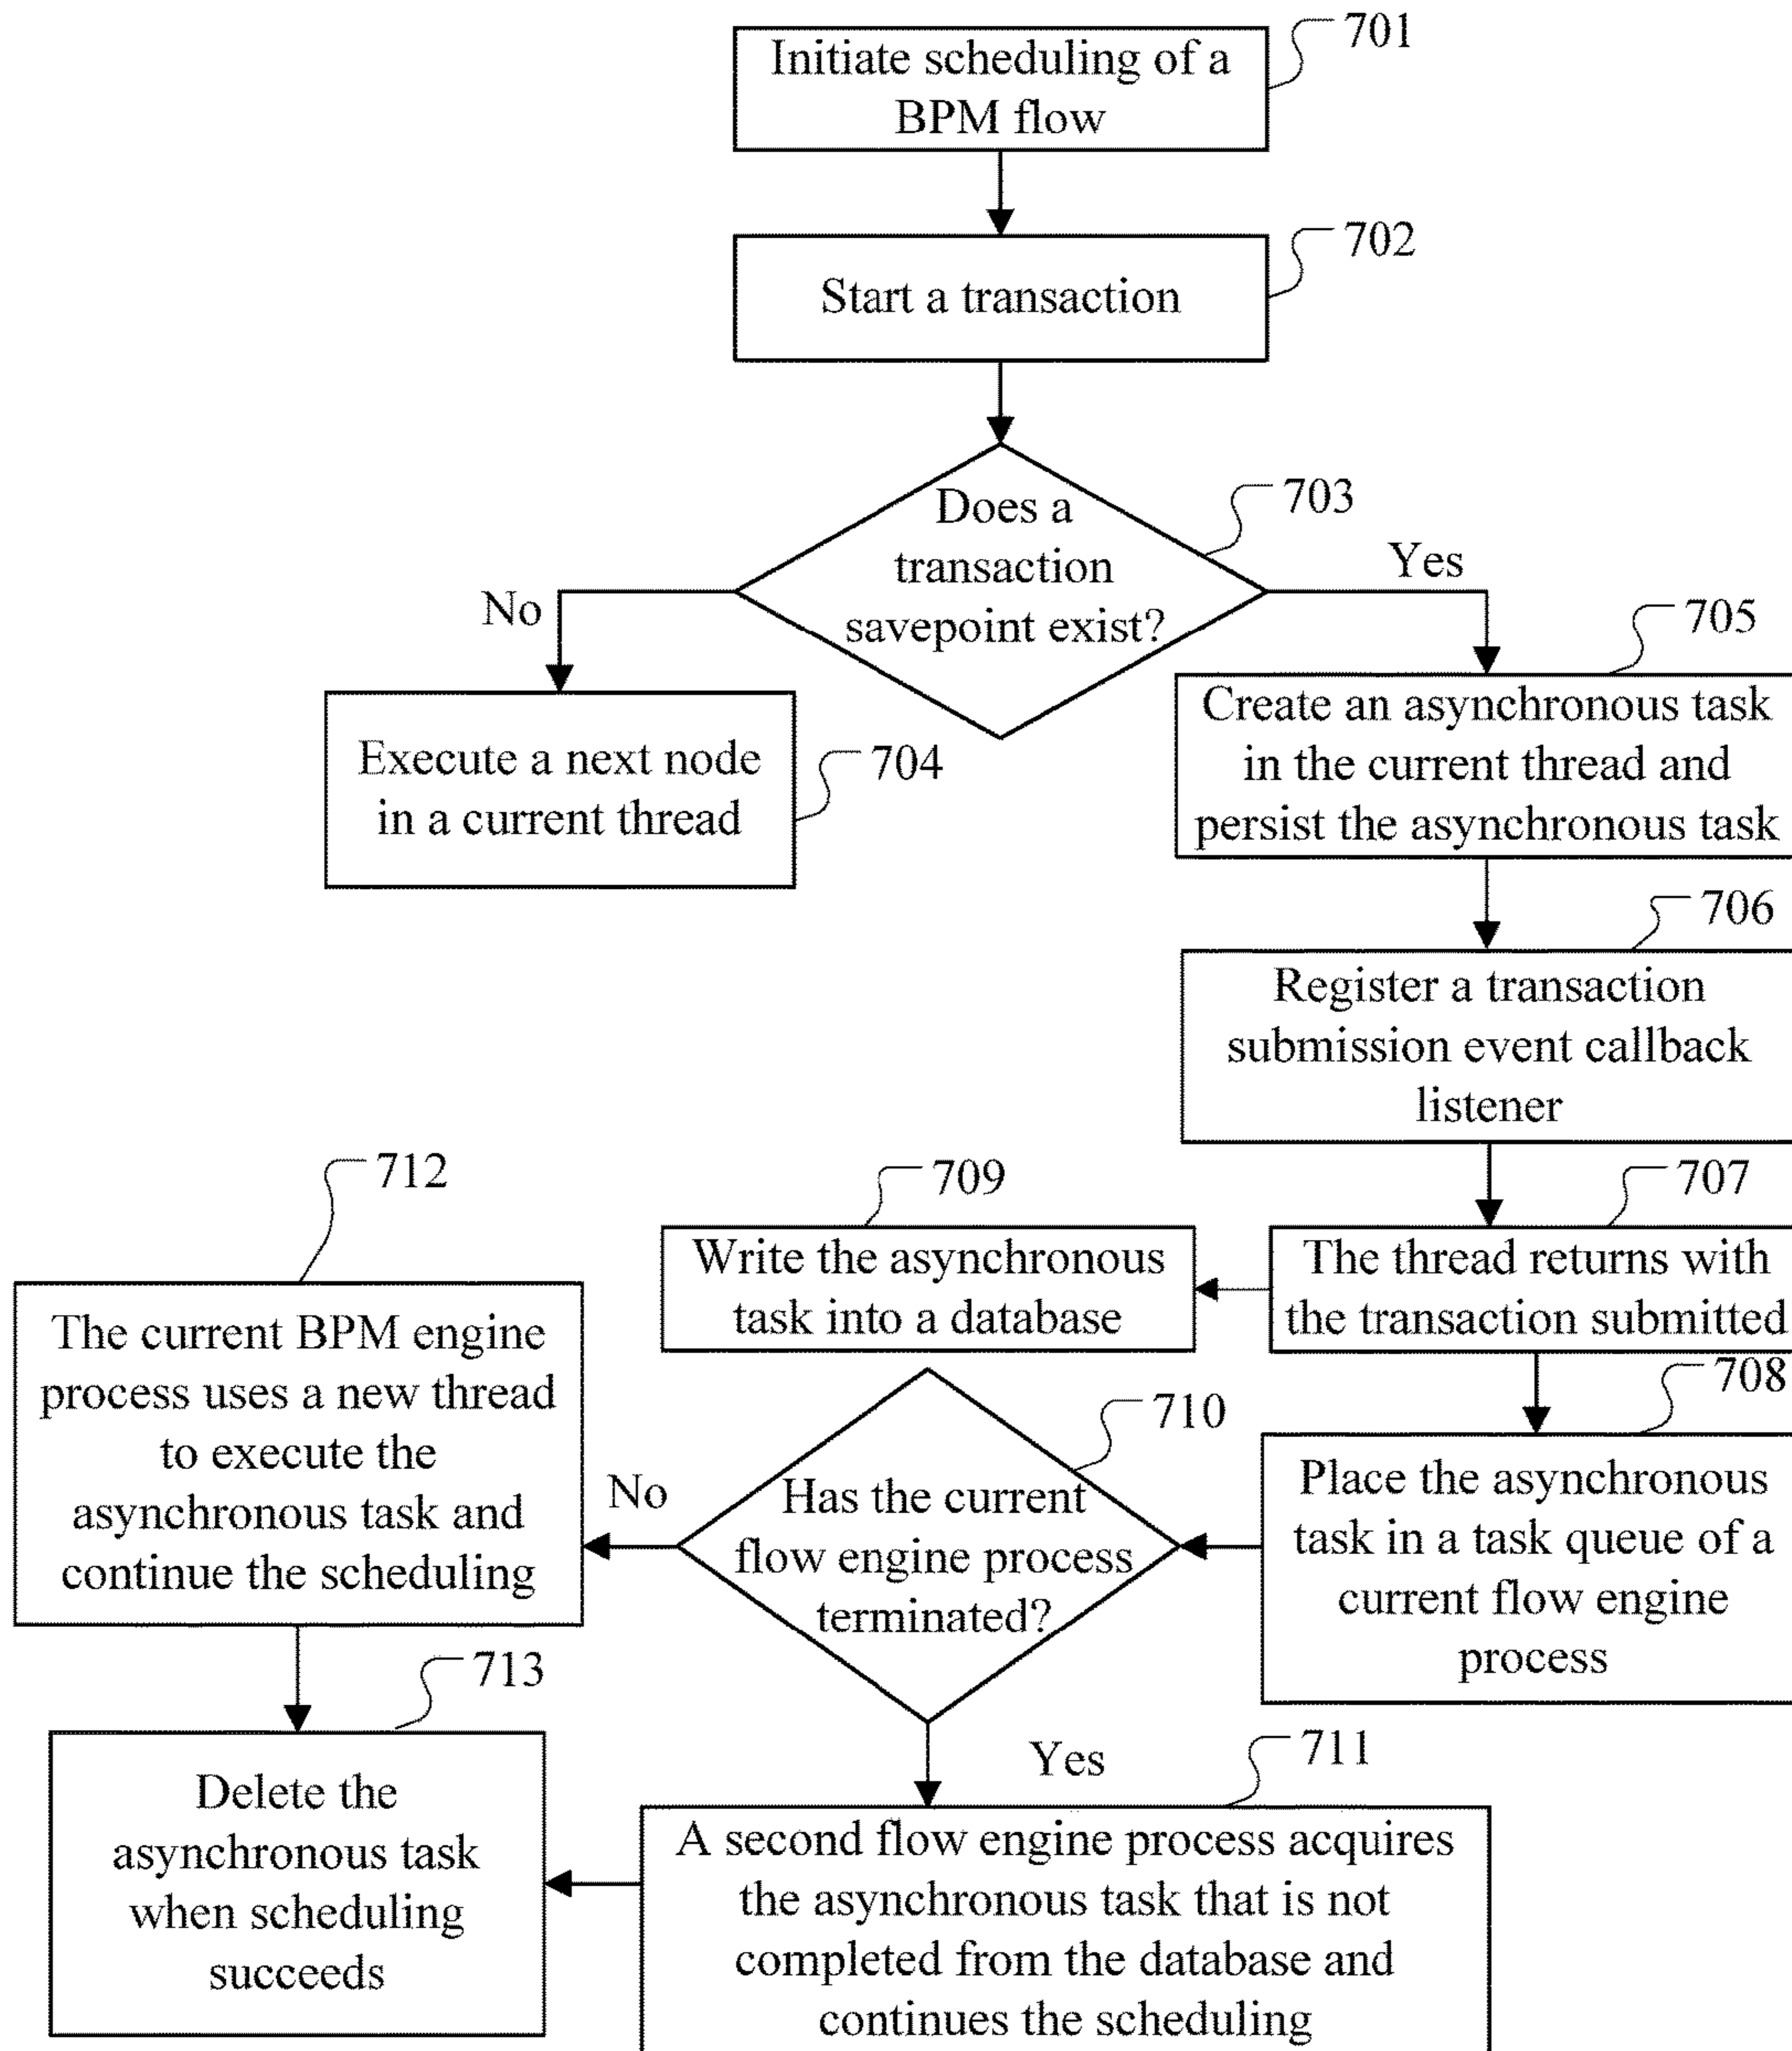 701
Initiate scheduling of a
BPM flow
702
Start a transaction
703
Does a
transaction
savepoint exist?
No
Yes
704
Execute a next node
in a current thread
705
Create an asynchronous task
in the current thread and
persist the asynchronous task
706
Register a transaction
submission event callback
listener
707
The thread returns with
the transaction submitted
709
Write the asynchronous
task into a database
708
Place the asynchronous
task in a task queue of a
current flow engine
process
710
Has the current
flow engine process
terminated?
No
Yes
712
The current BPM engine
process uses a new thread
to execute the
asynchronous task and
continue the scheduling
711
A second flow engine process acquires
the asynchronous task that is not
completed from the database and
continues the scheduling
713
Delete the
asynchronous task
when scheduling
succeeds